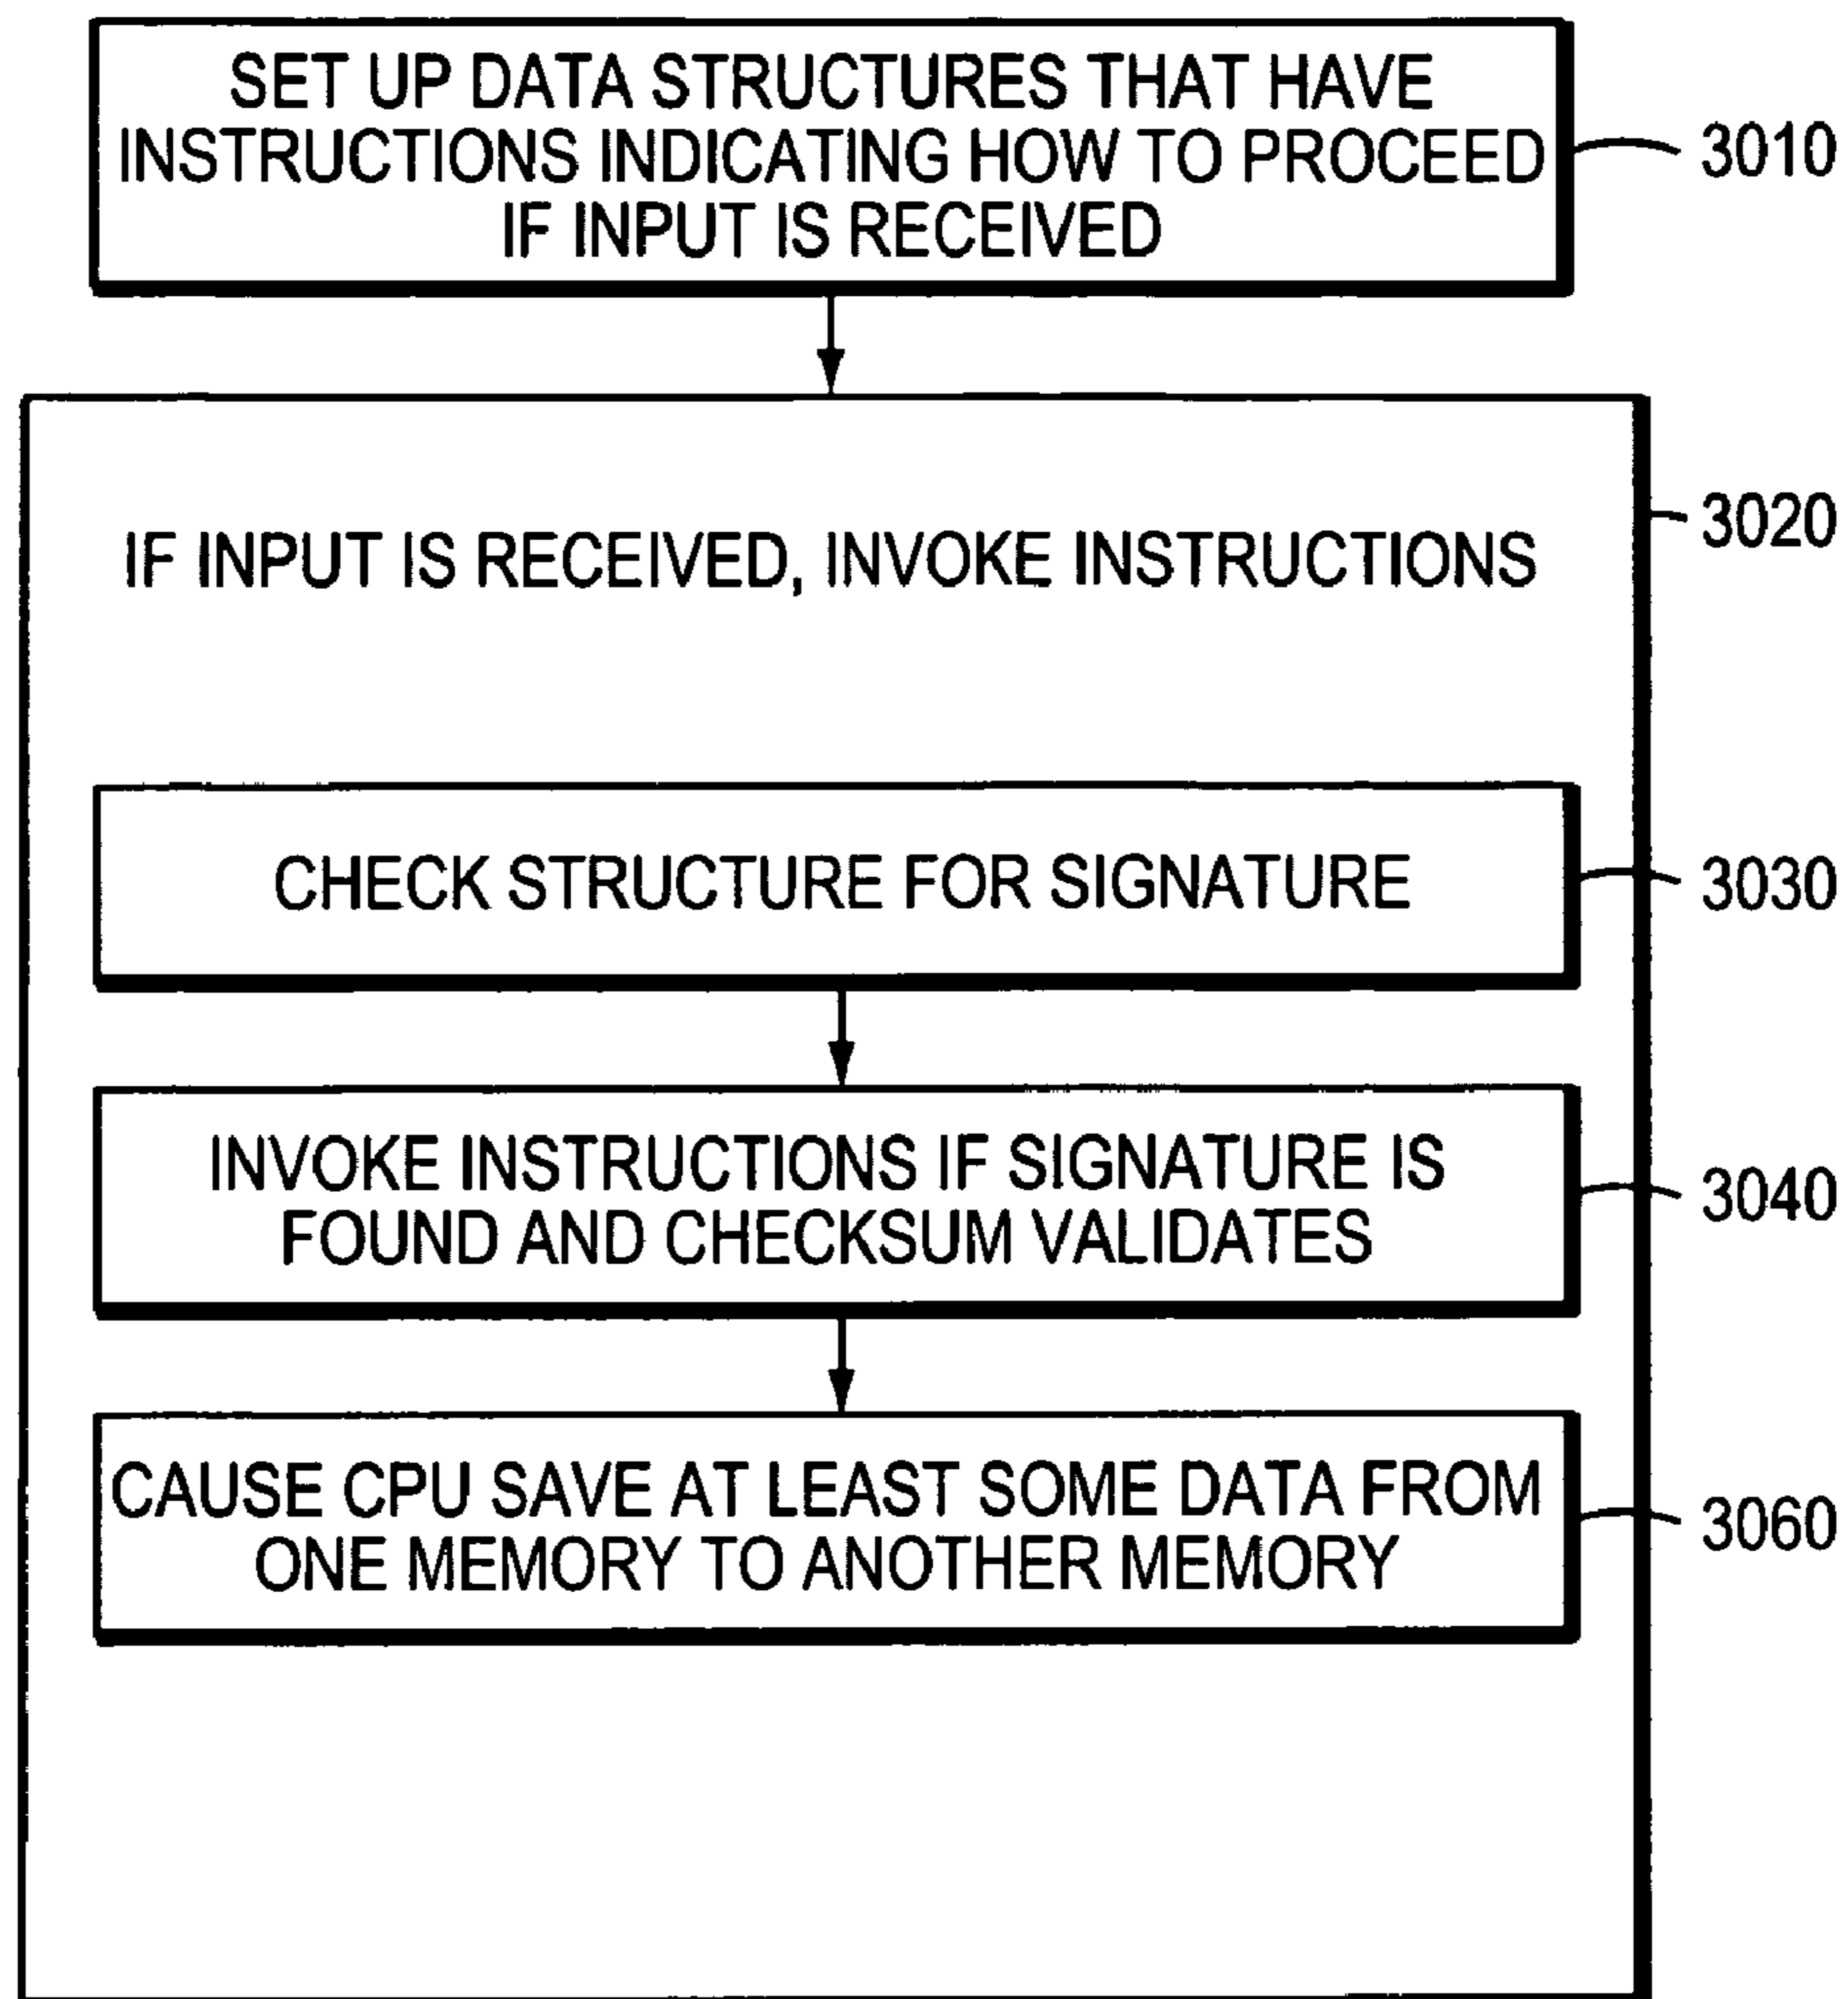 SET UP DATA STRUCTURES THAT HAVE
INSTRUCTIONS INDICATING HOW TO PROCEED
IF INPUT IS RECEIVED
3010
IF INPUT IS RECEIVED, INVOKE INSTRUCTIONS
3020
CHECK STRUCTURE FOR SIGNATURE
3030
INVOKE INSTRUCTIONS IF SIGNATURE IS
FOUND AND CHECKSUM VALIDATES
3040
CAUSE CPU SAVE AT LEAST SOME DATA FROM
ONE MEMORY TO ANOTHER MEMORY
3060